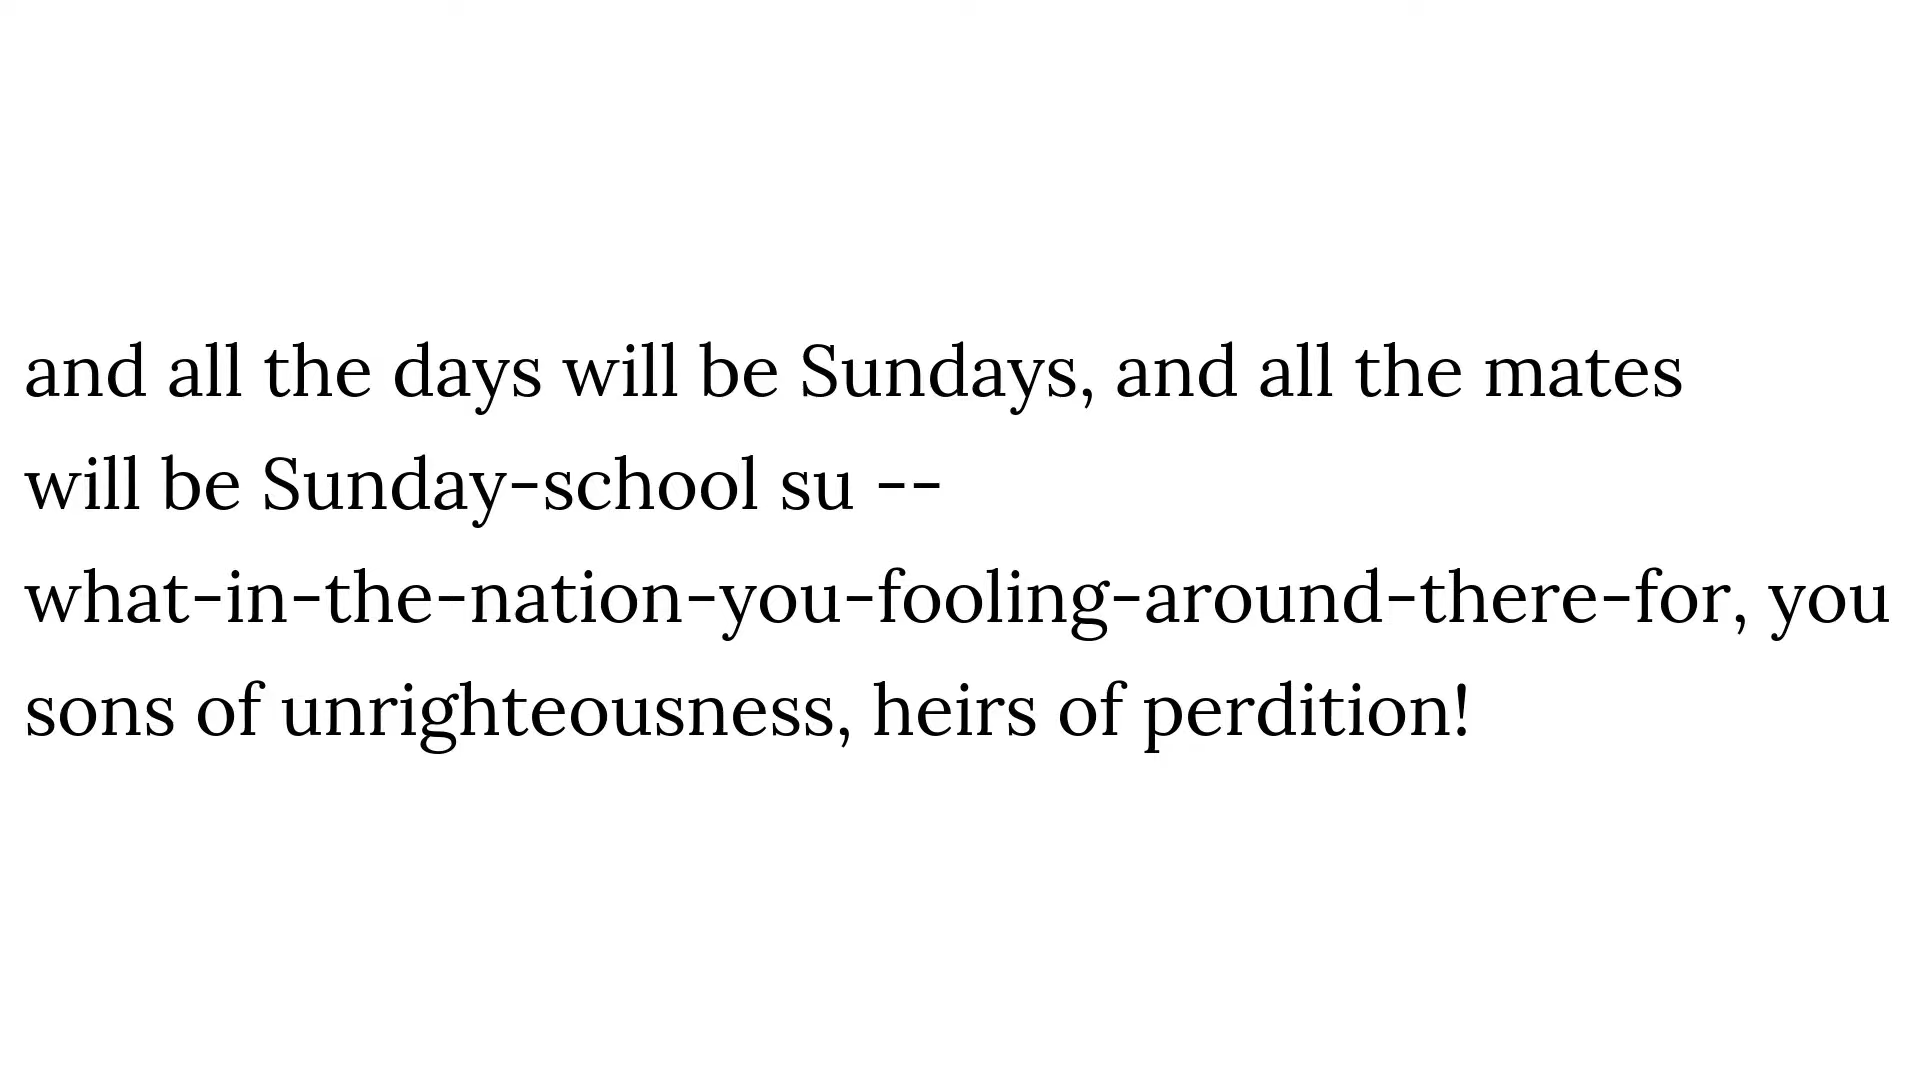 and all the days will be Sundays, and all the mates
will be Sunday-school su --
what-in-the-nation-you-fooling-around-there-for, you
sons of unrighteousness, heirs of perdition!